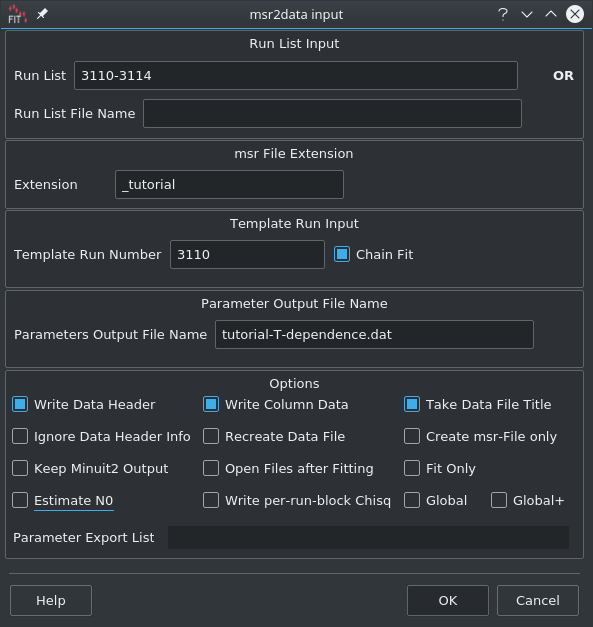 FIT
msr2data input
Run List Input
Run List 3110-3114 OR
Run List File Name
msr File Extension
Extension _tutorial
Template Run Input
Template Run Number 3110 Chain Fit
Parameter Output File Name
Parameters Output File Name tutorial-T-dependence.dat
Options
Write Data Header Write Column Data Take Data File Title
Ignore Data Header Info Recreate Data File Create msr-File only
Keep Minuit2 Output Open Files after Fitting Fit Only
Estimate N0 Write per-run-block Chisq Global Global+
Parameter Export List
Help OK Cancel